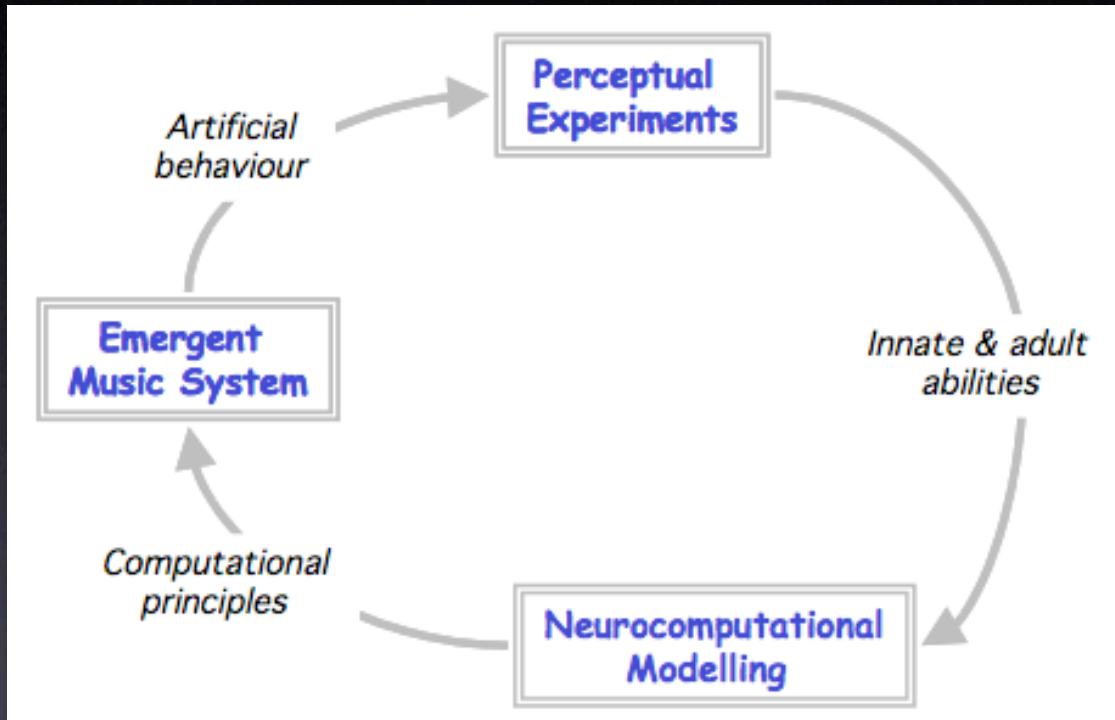 Perceptual
Experiments
Artificial
behaviour
Innate & adult
abilities
Emergent
Music System
Computational
principles
Neurocomputational
Modelling